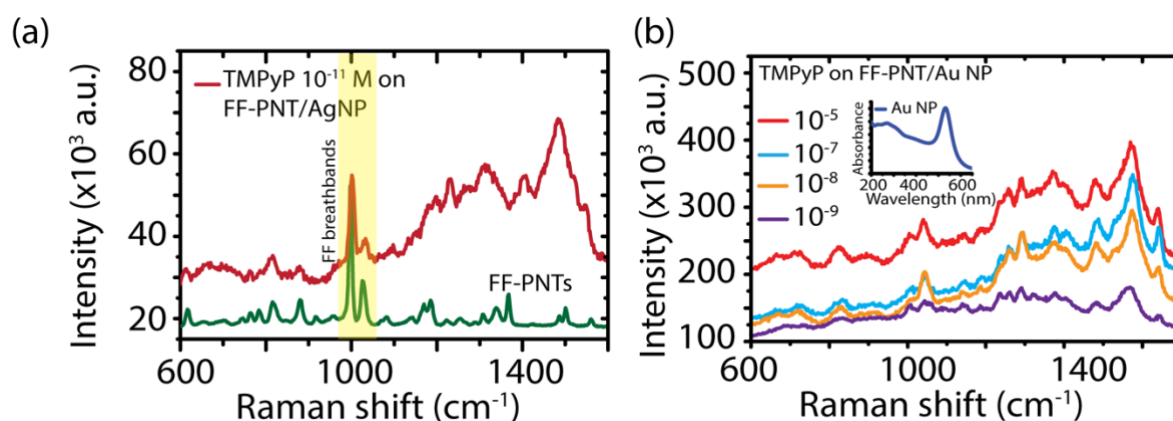 (a)
80
60
40
20
Intensity (x10³ a.u.)
TMPyP 10⁻¹¹ M on
FF-PNT/AgNP
FF breathbands
FF-PNTs
600
1000
1400
Raman shift (cm⁻¹)
(b)
500
400
300
200
100
Intensity (x10³ a.u.)
TMPyP on FF-PNT/Au NP
10⁻⁵
10⁻⁷
10⁻⁸
10⁻⁹
Au NP
Absorbance
200 400 600
Wavelength (nm)
600
1000
1400
Raman shift (cm⁻¹)